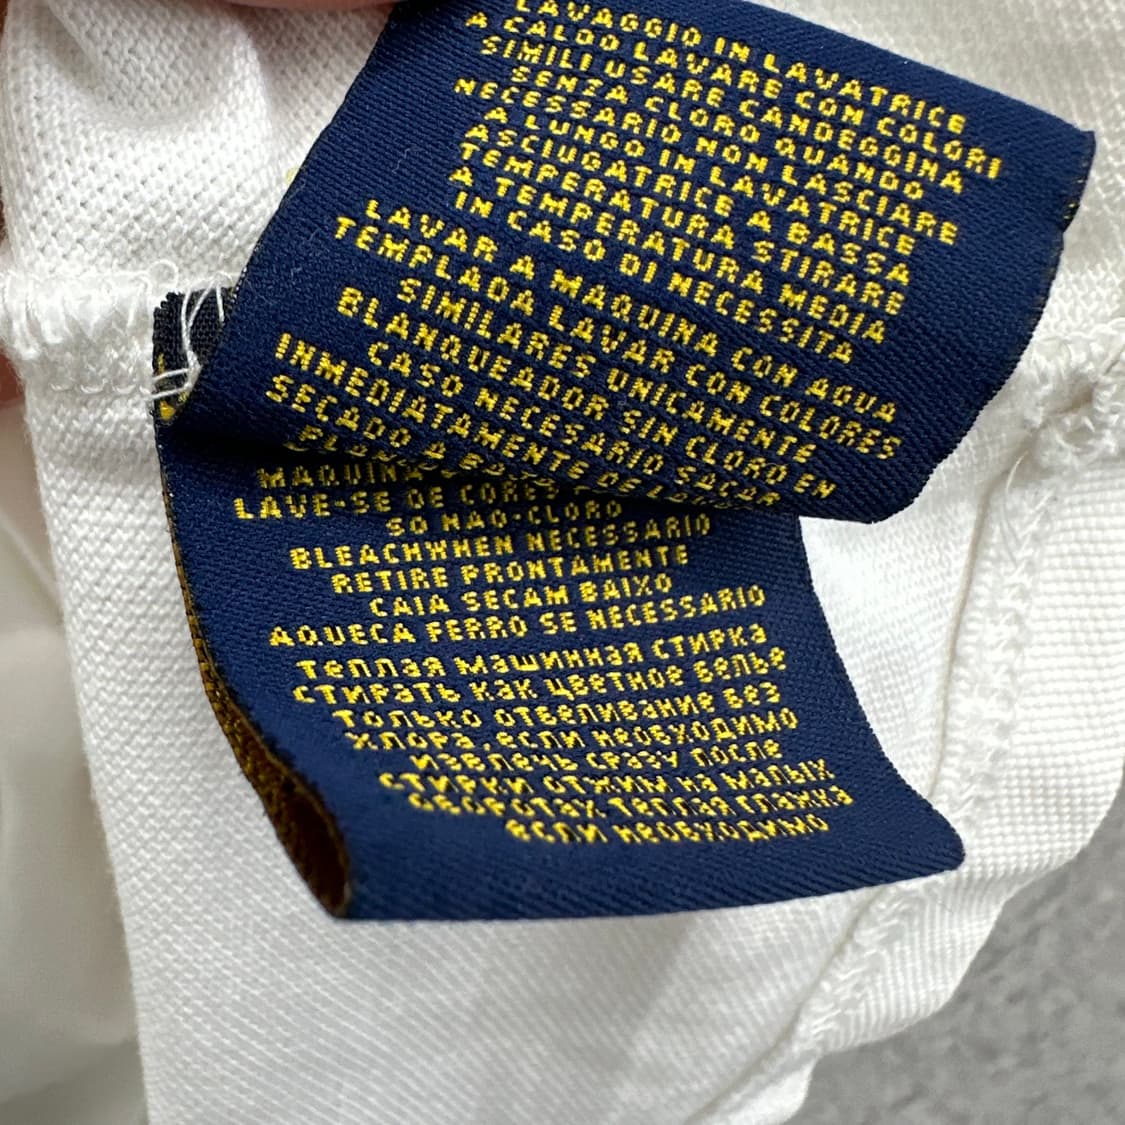 LAVAGGIO IN LAVATRICE
A CALDO LAVARE CON COLORI
SIMILI USARE CANDEGGINA
SENZA CLORO QUANDO
NECESSARIO NON LASCIARE
A LUNGO IN LAVATRICE
ASCIUGATRICE A BASSA
TEMPERATURA STIRARE
A TEMPERATURA MEDIA
IN CASO DI NECESSITA
LAVAR A MAQUINA CON AGUA
TEMPLADA LAVAR CON COLORES
SIMILARES UNICAMENTE
BLANQUEADOR SIN CLORO EN
CASO NECESARIO SACAR
INMEDIATAMENTE DE
SECADO A
MAQUINA
LAVE-SE DE CORES
SO NAO-CLORO
BLEACHWHEN NECESSARIO
RETIRE PRONTAMENTE
CAIA SECAM BAIXO
AQUECA FERRO SE NECESSARIO
теплая машинная стирка
стирать как цветное белье
только отбеливание без
хлора, если необходимо
извлечь сразу после
стирки отжим на малых
оборотах теплая глажка
если необходимо